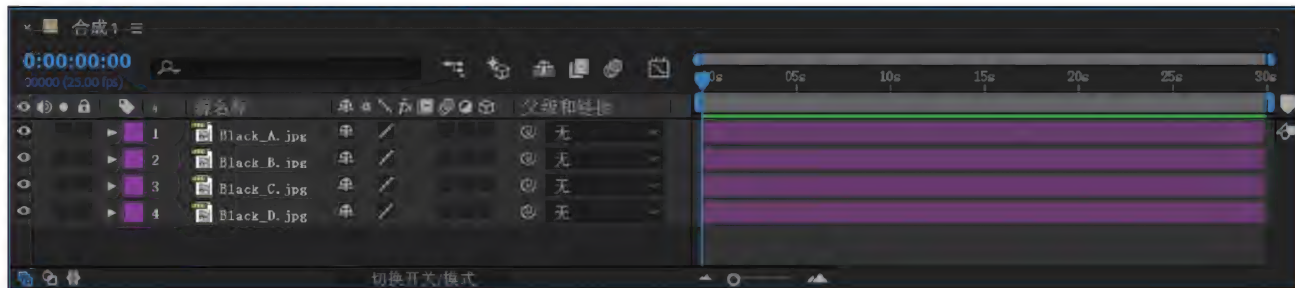 合成 1
0:00:00:00
00000 (25.00 fps)
00s 05s 10s 15s 20s 25s 30s
# 源名称 父级和链接
1 Black_A.jpg 无
2 Black_B.jpg 无
3 Black_C.jpg 无
4 Black_D.jpg 无
切换开关/模式